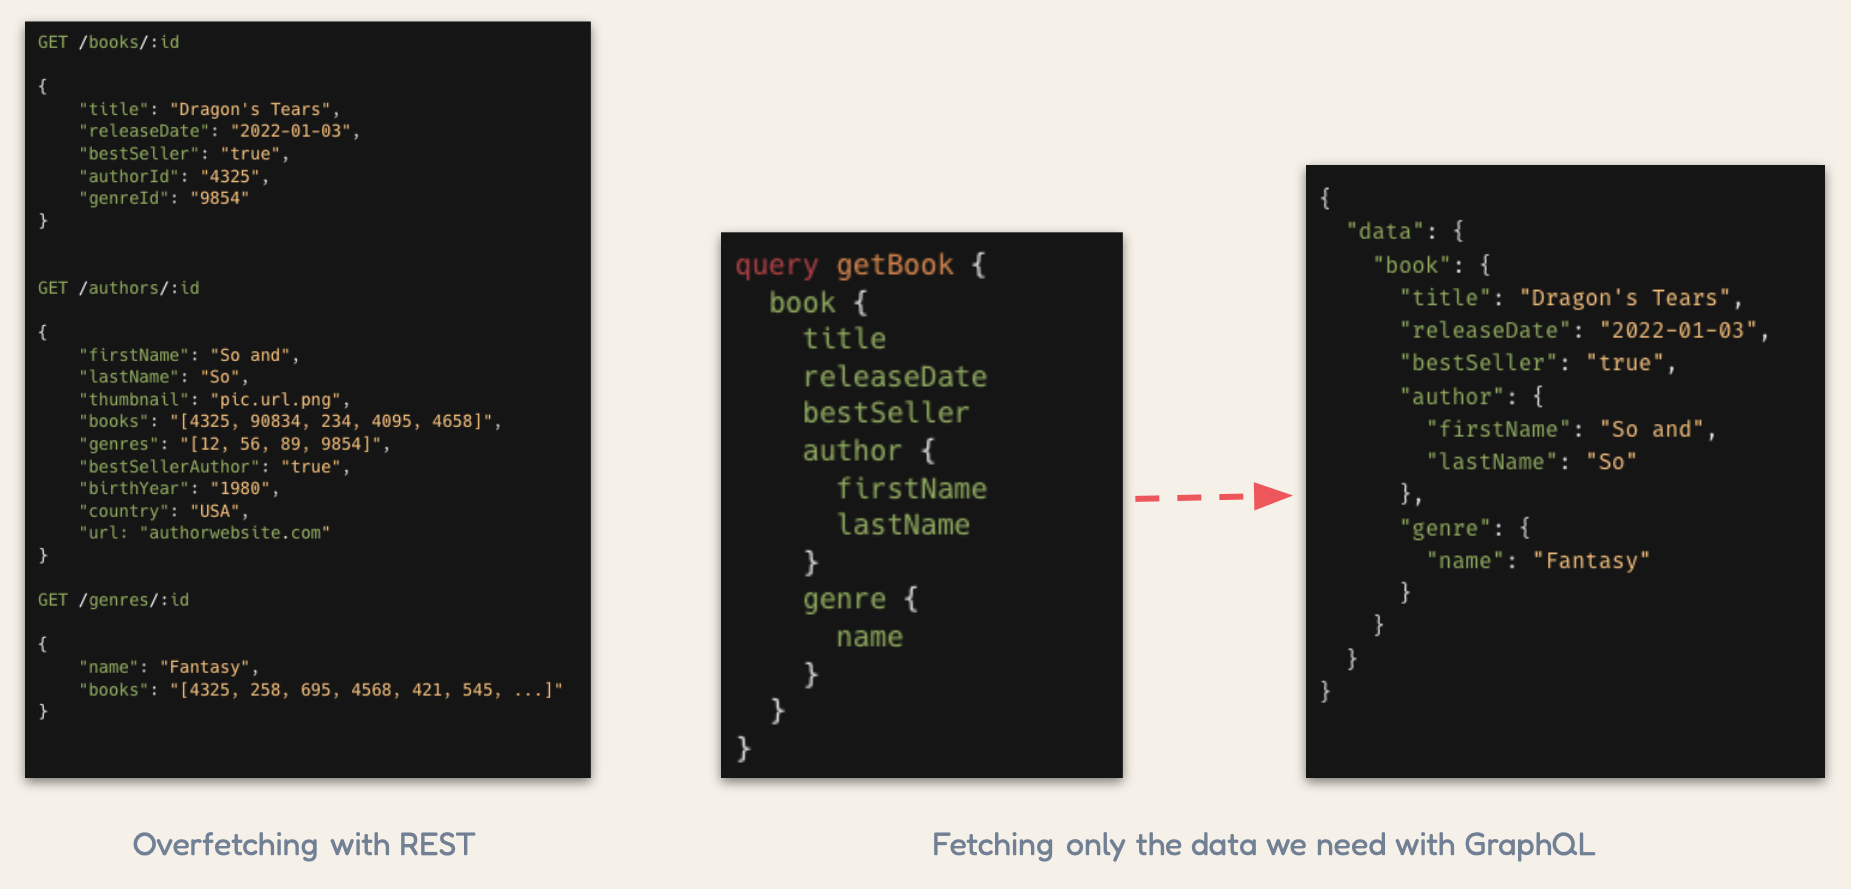 GET /books/:id
{
"title": "Dragon's Tears",
"releaseDate": "2022-01-03",
"bestSeller": "true",
"authorId": "4325",
"genreId": "9854"
}
GET /authors/:id
{
"firstName": "So and",
"lastName": "So",
"thumbnail": "pic.url.png",
"books": "[4325, 90834, 234, 4095, 4658]",
"genres": "[12, 56, 89, 9854]",
"bestSellerAuthor": "true",
"birthYear": "1980",
"country": "USA",
"url: "authorwebsite.com"
}
GET /genres/:id
{
"name": "Fantasy",
"books": "[4325, 258, 695, 4568, 421, 545, ...]"
}
Overfetching with REST
query getBook {
book {
title
releaseDate
bestSeller
author {
firstName
lastName
}
genre {
name
}
}
}
{
"data": {
"book": {
"title": "Dragon's Tears",
"releaseDate": "2022-01-03",
"bestSeller": "true",
"author": {
"firstName": "So and",
"lastName": "So"
},
"genre": {
"name": "Fantasy"
}
}
}
}
Fetching only the data we need with GraphQL